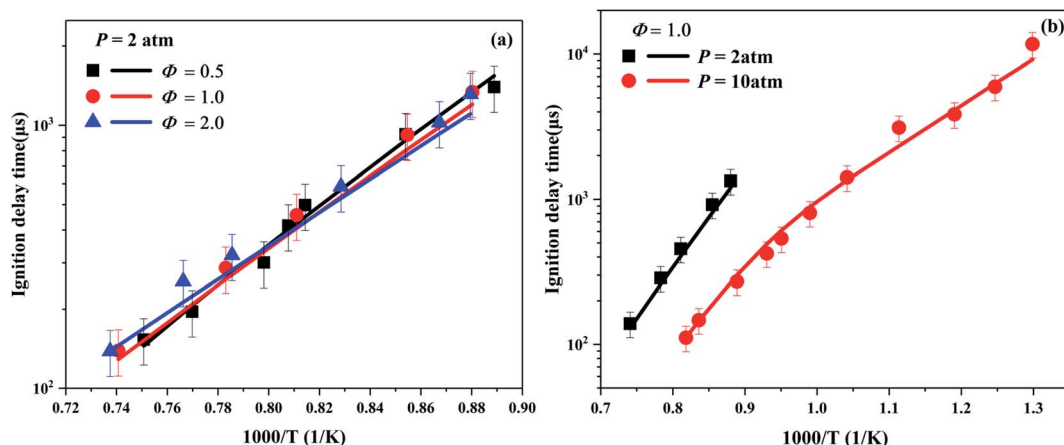 (a)
P = 2 atm
Φ = 0.5
Φ = 1.0
Φ = 2.0
Ignition delay time(μs)
10³
10²
0.72 0.74 0.76 0.78 0.80 0.82 0.84 0.86 0.88 0.90
1000/T (1/K)
(b)
Φ = 1.0
P = 2atm
P = 10atm
Ignition delay time(μs)
10⁴
10³
10²
0.7 0.8 0.9 1.0 1.1 1.2 1.3
1000/T (1/K)